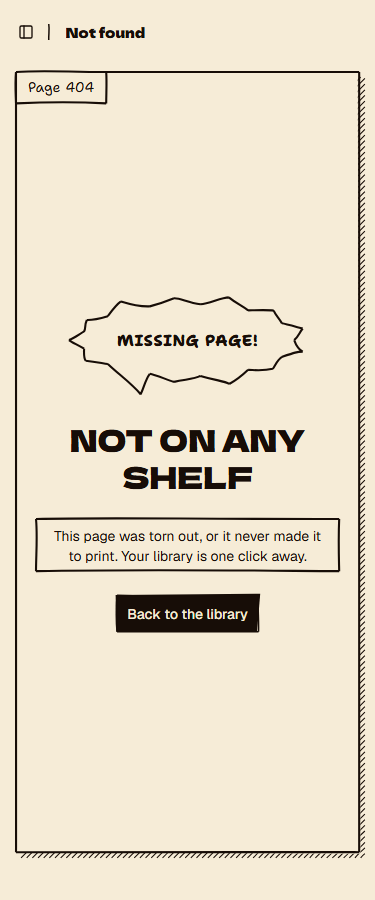 Not found
Page 404
MISSING PAGE!
NOT ON ANY
SHELF
This page was torn out, or it never made it
to print. Your library is one click away.
Back to the library